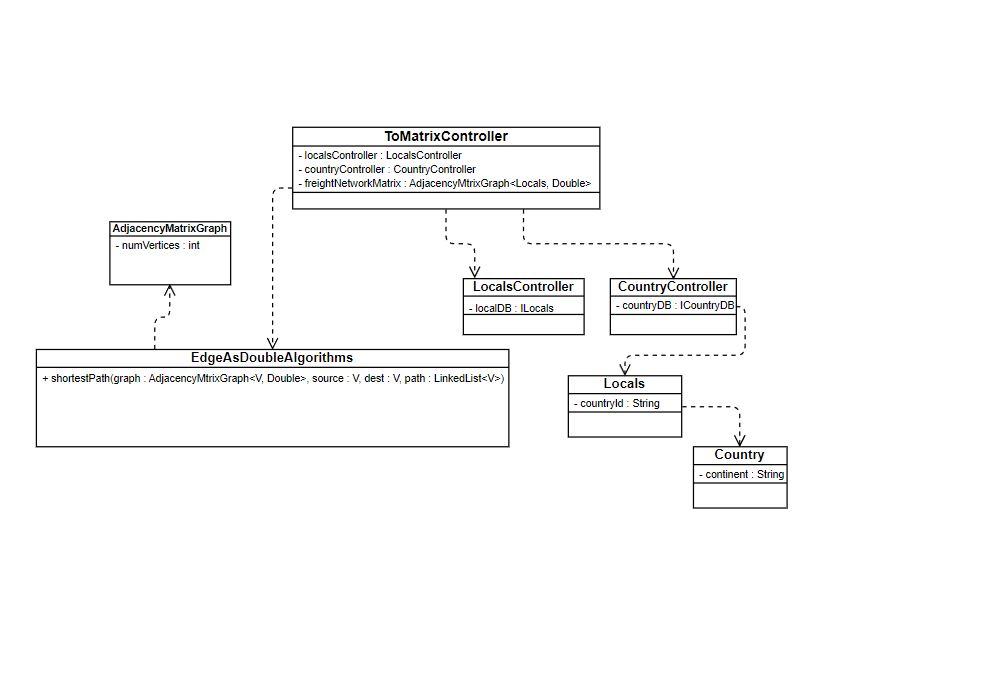 ToMatrixController
- localsController : LocalsController
- countryController : CountryController
- freightNetworkMatrix : AdjacencyMtrixGraph<Locals, Double>
AdjacencyMatrixGraph
- numVertices : int
LocalsController
- localDB : ILocals
CountryController
- countryDB : ICountryDB
EdgeAsDoubleAlgorithms
+ shortestPath(graph : AdjacencyMtrixGraph<V, Double>, source : V, dest : V, path : LinkedList<V>)
Locals
- countryId : String
Country
- continent : String